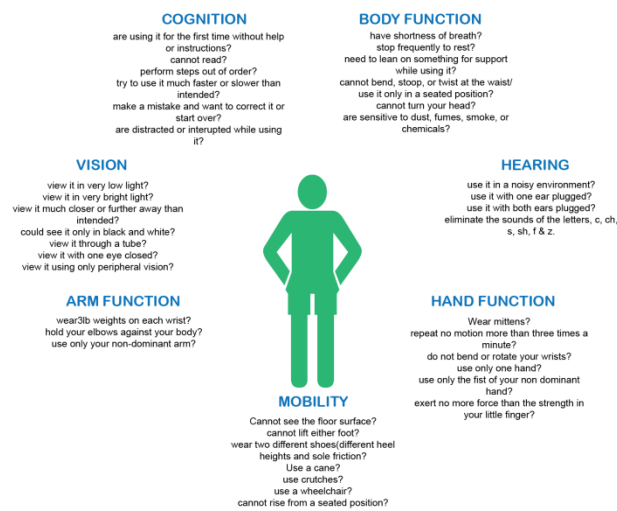 COGNITION
are using it for the first time without help
or instructions?
cannot read?
perform steps out of order?
try to use it much faster or slower than
intended?
make a mistake and want to correct it or
start over?
are distracted or interupted while using
it?
BODY FUNCTION
have shortness of breath?
stop frequently to rest?
need to lean on something for support
while using it?
cannot bend, stoop, or twist at the waist/
use it only in a seated position?
cannot turn your head?
are sensitive to dust, fumes, smoke, or
chemicals?
VISION
view it in very low light?
view it in very bright light?
view it much closer or further away than
intended?
could see it only in black and white?
view it through a tube?
view it with one eye closed?
view it using only peripheral vision?
HEARING
use it in a noisy environment?
use it with one ear plugged?
use it with both ears plugged?
eliminate the sounds of the letters, c, ch,
s, sh, f & z.
ARM FUNCTION
wear3lb weights on each wrist?
hold your elbows against your body?
use only your non-dominant arm?
HAND FUNCTION
Wear mittens?
repeat no motion more than three times a
minute?
do not bend or rotate your wrists?
use only one hand?
use only the fist of your non dominant
hand?
exert no more force than the strength in
your little finger?
MOBILITY
Cannot see the floor surface?
cannot lift either foot?
wear two different shoes(different heel
heights and sole friction?
Use a cane?
use crutches?
use a wheelchair?
cannot rise from a seated position?